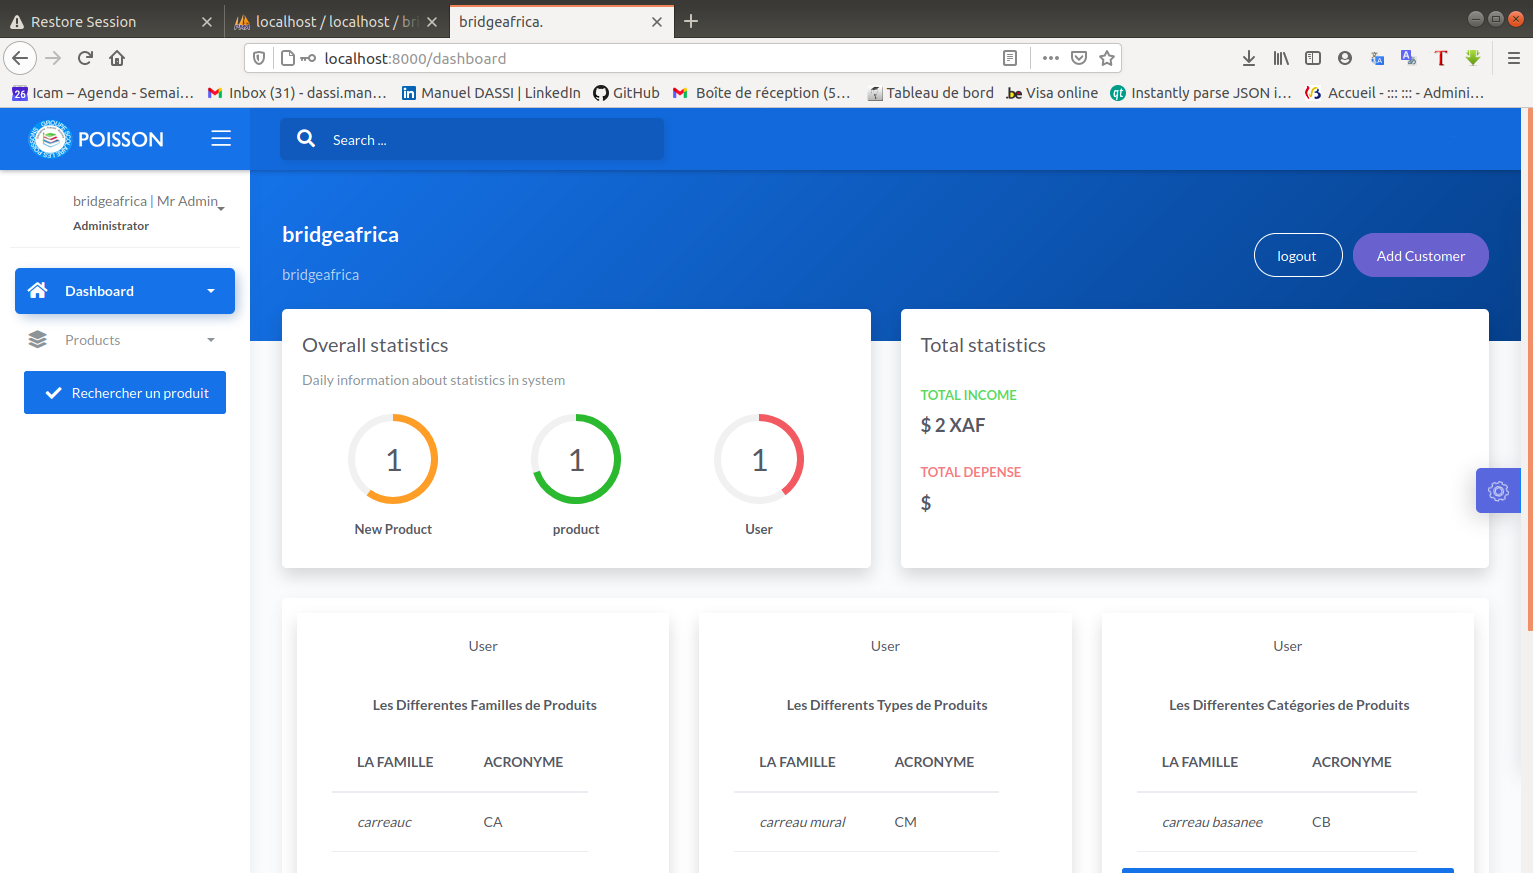 Restore Session
localhost / localhost / bri
bridgeafrica.
localhost:8000/dashboard
26 Icam – Agenda - Semai…
Inbox (31) - dassi.man…
in Manuel DASSI | LinkedIn
GitHub
Boîte de réception (5…
Tableau de bord
.be Visa online
qt Instantly parse JSON i…
Accueil - ::: ::: - Admini…
POISSON
Search ...
bridgeafrica | Mr Admin
Administrator
Dashboard
Products
Rechercher un produit
bridgeafrica
bridgeafrica
logout
Add Customer
Overall statistics
Daily information about statistics in system
1
New Product
1
product
1
User
Total statistics
TOTAL INCOME
$ 2 XAF
TOTAL DEPENSE
$
User
Les Differentes Familles de Produits
LA FAMILLE ACRONYME
carreauc CA
User
Les Differents Types de Produits
LA FAMILLE ACRONYME
carreau mural CM
User
Les Differentes Catégories de Produits
LA FAMILLE ACRONYME
carreau basanee CB